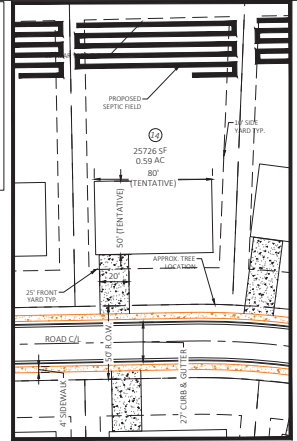 PROPOSED
SEPTIC FIELD
14
25726 SF
0.59 AC
10' SIDE
YARD TYP.
80'
(TENTATIVE)
50' (TENTATIVE)
APPROX. TREE
LOCATION
25' FRONT
YARD TYP.
20'
ROAD C/L
50' R.O.W.
4' SIDEWALK
27' CURB & GUTTER